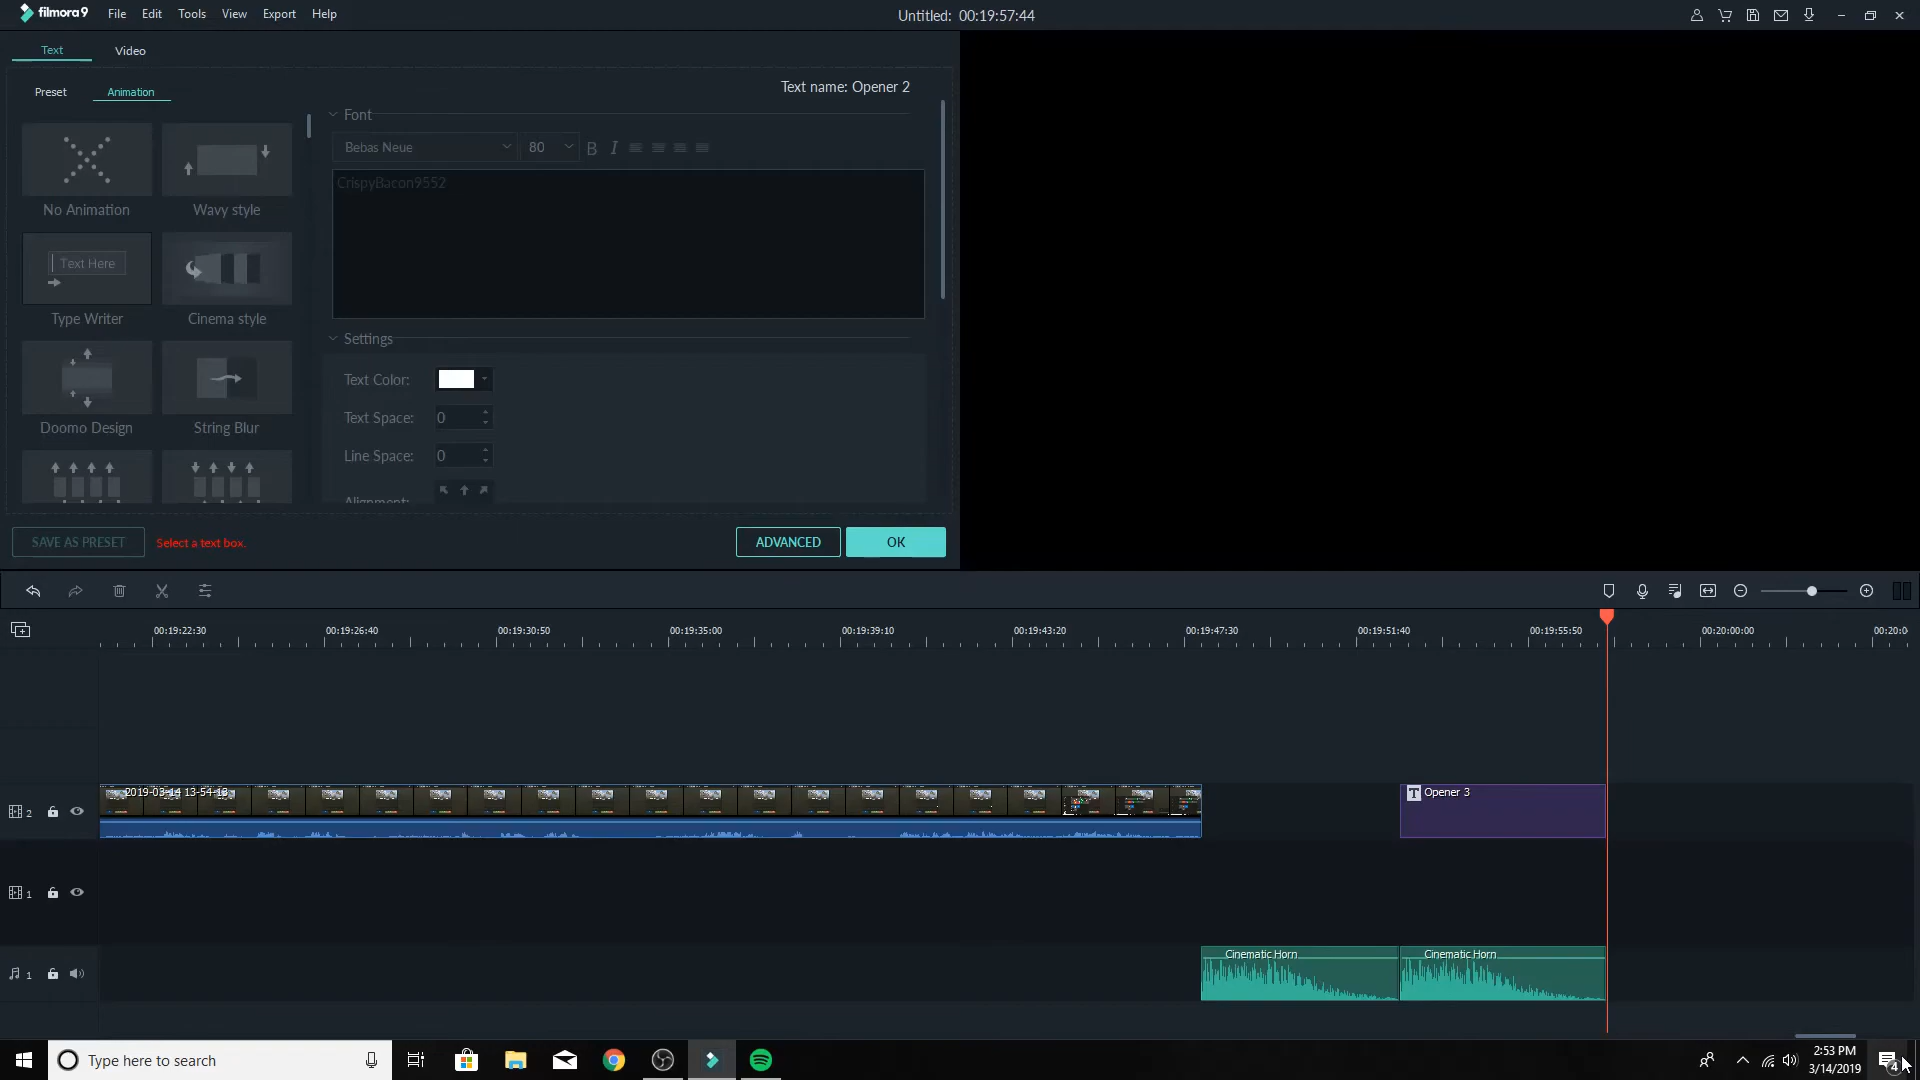 filmora9 File Edit Tools View Export Help Untitled: 00:19:57:44
Text Video
Preset Animation Text name: Opener 2
Font
Bebas Neue 80 B I
CrispyBacon9552
No Animation Wavy style
Text Here
Type Writer Cinema style
Settings
Text Color:
Doomo Design String Blur
Text Space: 0
Line Space: 0
Alignment:
SAVE AS PRESET Select a text box. ADVANCED OK
00:19:22:30 00:19:26:40 00:19:30:50 00:19:35:00 00:19:39:10 00:19:43:20 00:19:47:30 00:19:51:40 00:19:55:50 00:20:00:00 00:20:0
2019-03-14 13-54-13 T Opener 3
2
1
Cinematic Horn Cinematic Horn
1
Type here to search
2:53 PM
3/14/2019
4